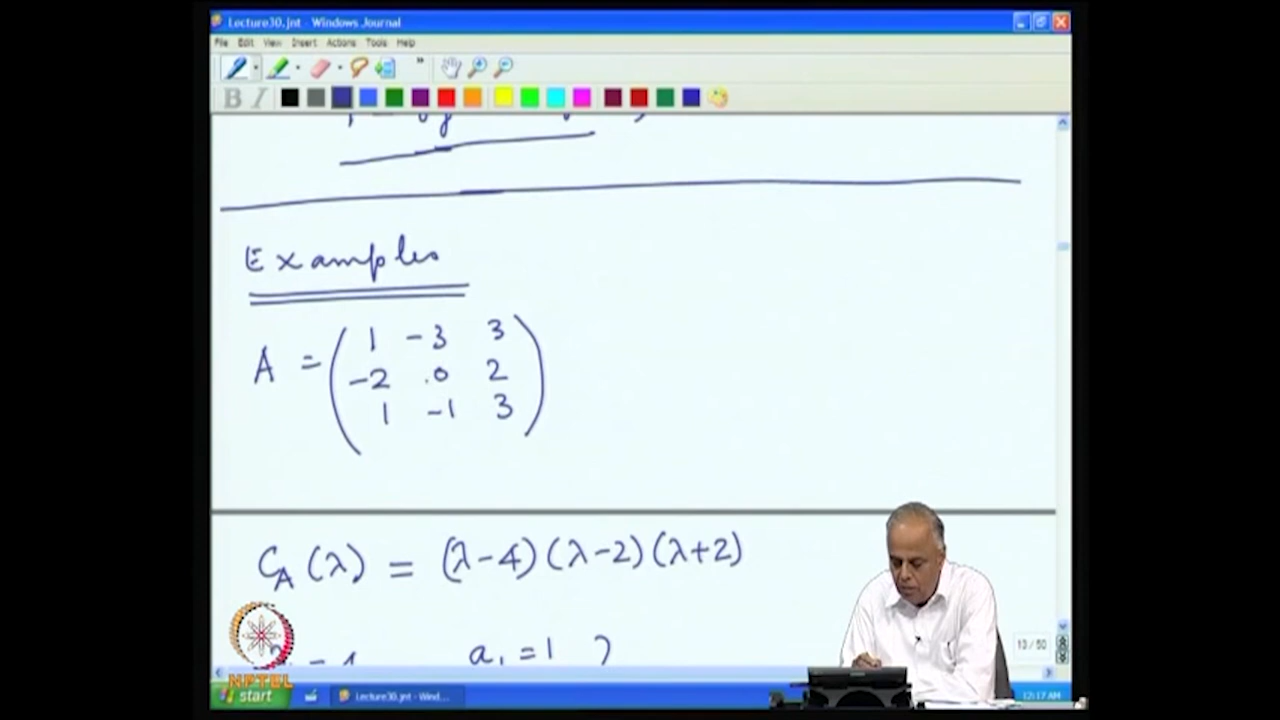 Lecture30.jnt - Windows Journal
File Edit View Insert Actions Tools Help
B I
Examples
A = ( 1 -3 3
-2 0 2
1 -1 3 )
C_A (λ) = (λ-4) (λ-2) (λ+2)
a₁ = 1
13 / 50
NPTEL
start Lecture30.jnt - Wind...
12:17 AM